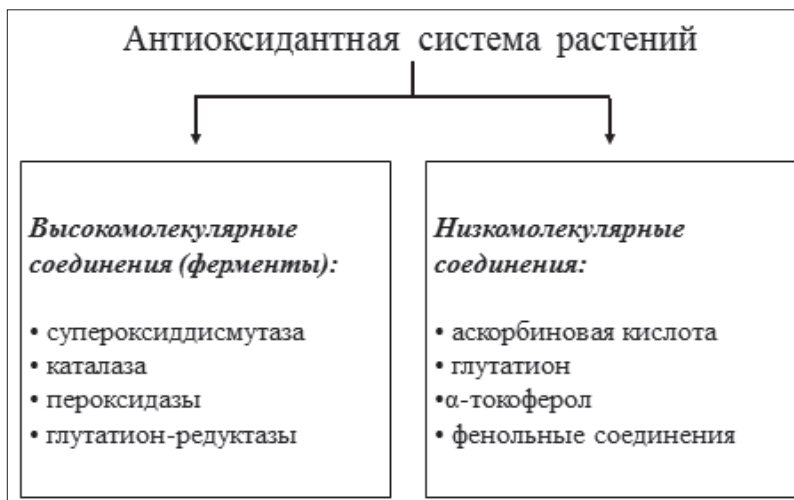 Антиоксидантная система растений
Высокомолекулярные
соединения (ферменты):
• супероксиддисмутаза
• каталаза
• пероксидазы
• глутатион-редуктазы
Низкомолекулярные
соединения:
• аскорбиновая кислота
• глутатион
•α-токоферол
• фенольные соединения